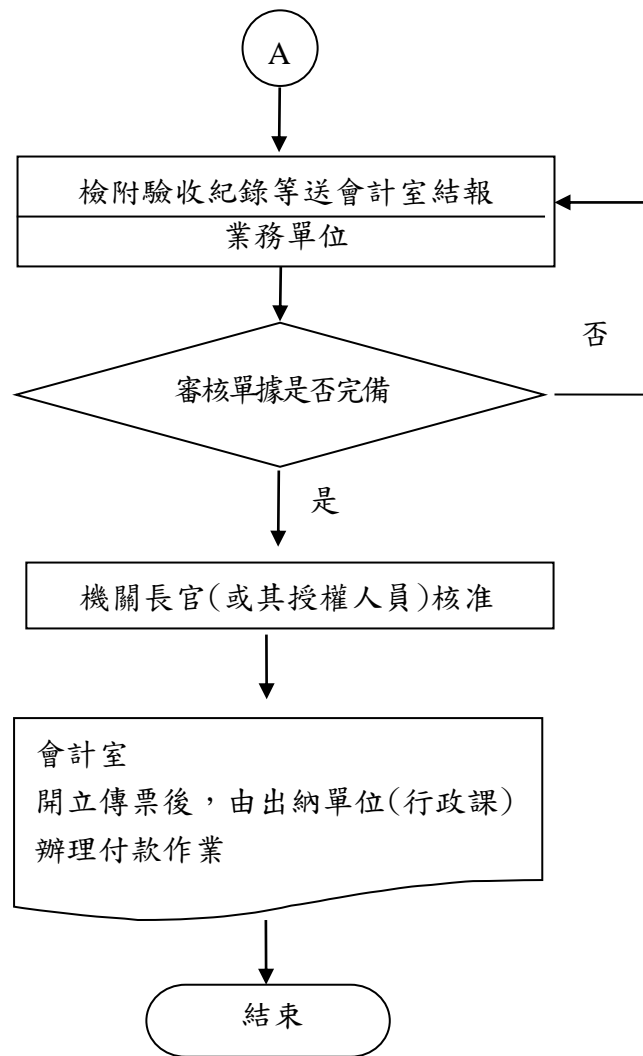 A
檢附驗收紀錄等送會計室結報
業務單位
否
審核單據是否完備
是
機關長官(或其授權人員)核准
會計室
開立傳票後，由出納單位(行政課)
辦理付款作業
結束